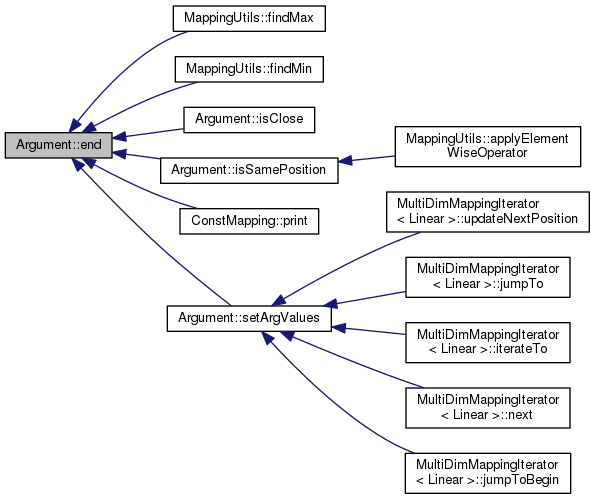 MappingUtils::findMax
MappingUtils::findMin
Argument::isClose
Argument::end
MappingUtils::applyElement
WiseOperator
Argument::isSamePosition
MultiDimMappingIterator
< Linear >::updateNextPosition
ConstMapping::print
MultiDimMappingIterator
< Linear >::jumpTo
Argument::setArgValues
MultiDimMappingIterator
< Linear >::iterateTo
MultiDimMappingIterator
< Linear >::next
MultiDimMappingIterator
< Linear >::jumpToBegin